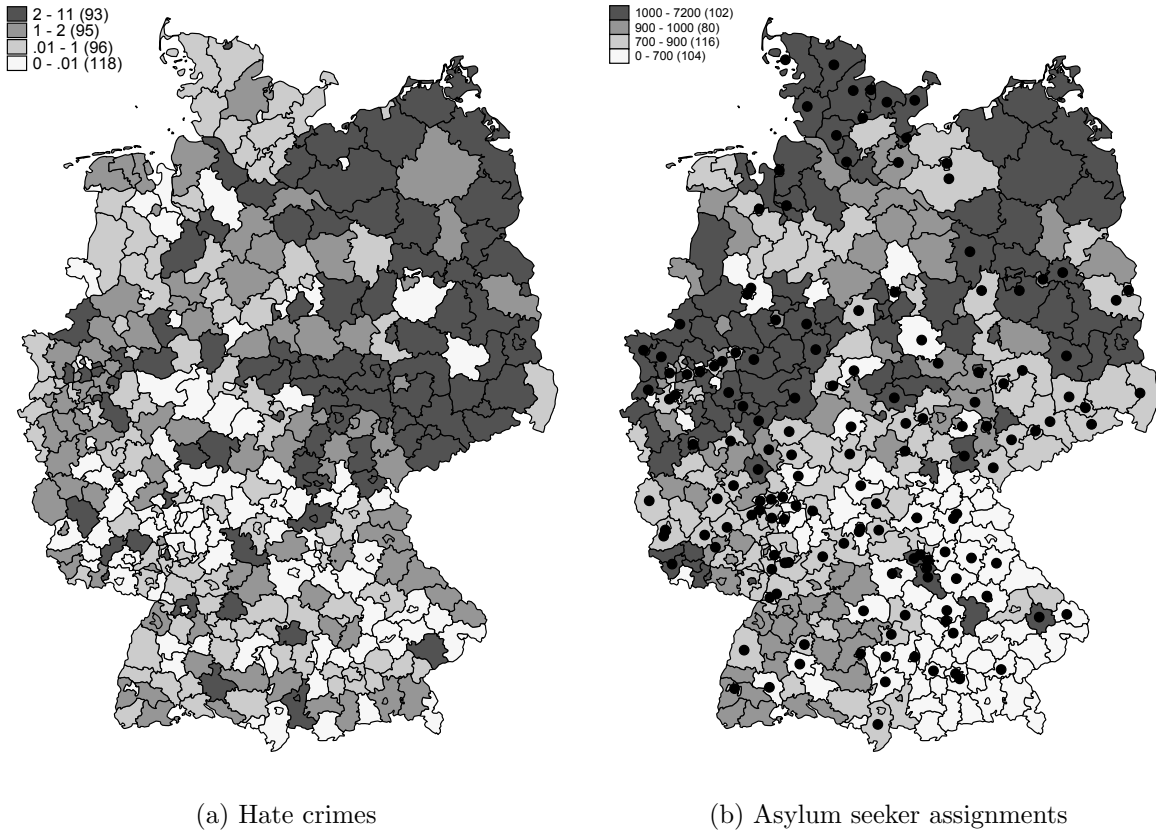 2 - 11 (93)
1 - 2 (95)
.01 - 1 (96)
0 - .01 (118)
1000 - 7200 (102)
900 - 1000 (80)
700 - 900 (116)
0 - 700 (104)
(a) Hate crimes
(b) Asylum seeker assignments